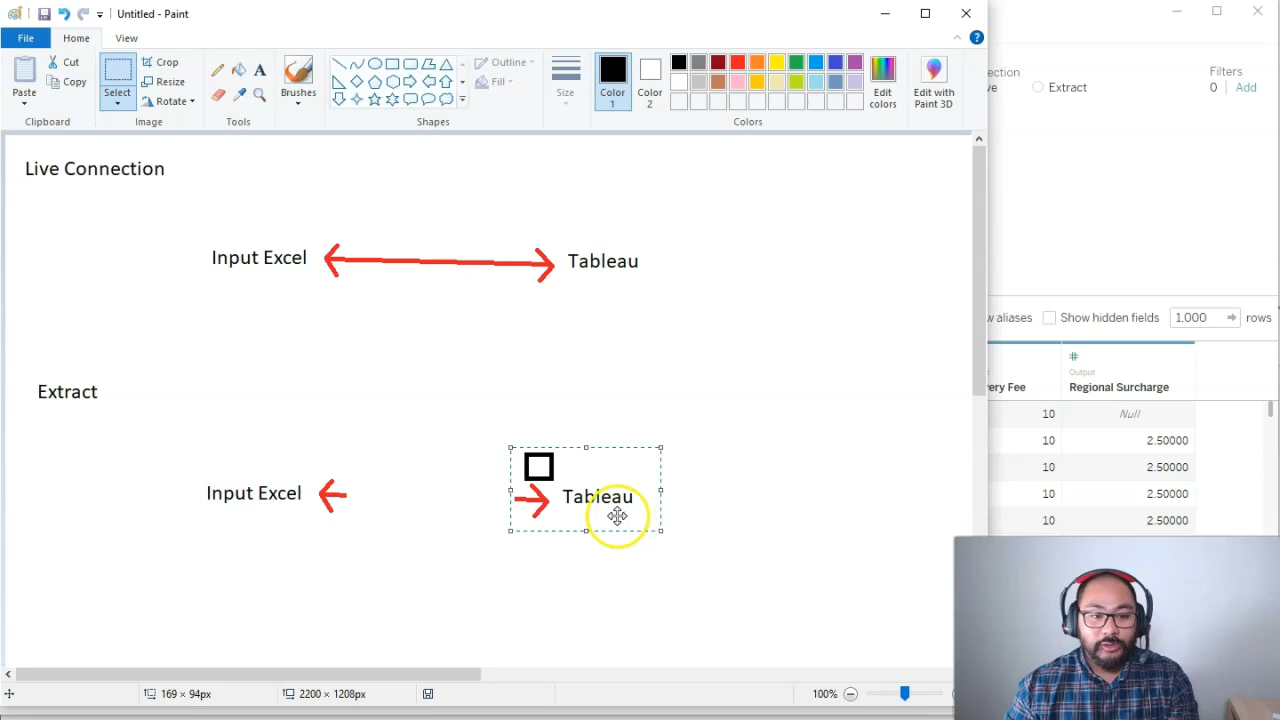 Untitled - Paint
File
Home
View
Paste
Cut
Copy
Clipboard
Select
Crop
Resize
Rotate
Image
Tools
Brushes
Shapes
Outline
Fill
Size
Color 1
Color 2
Edit colors
Colors
Edit with Paint 3D
Live Connection
Input Excel
Tableau
Extract
Input Excel
Tableau
169 × 94px
2200 × 1208px
100%
Extract
Filters
0
Add
aliases
Show hidden fields
1,000
rows
#
Output
Fee
Regional Surcharge
10
Null
10
2.50000
10
2.50000
10
2.50000
10
2.50000